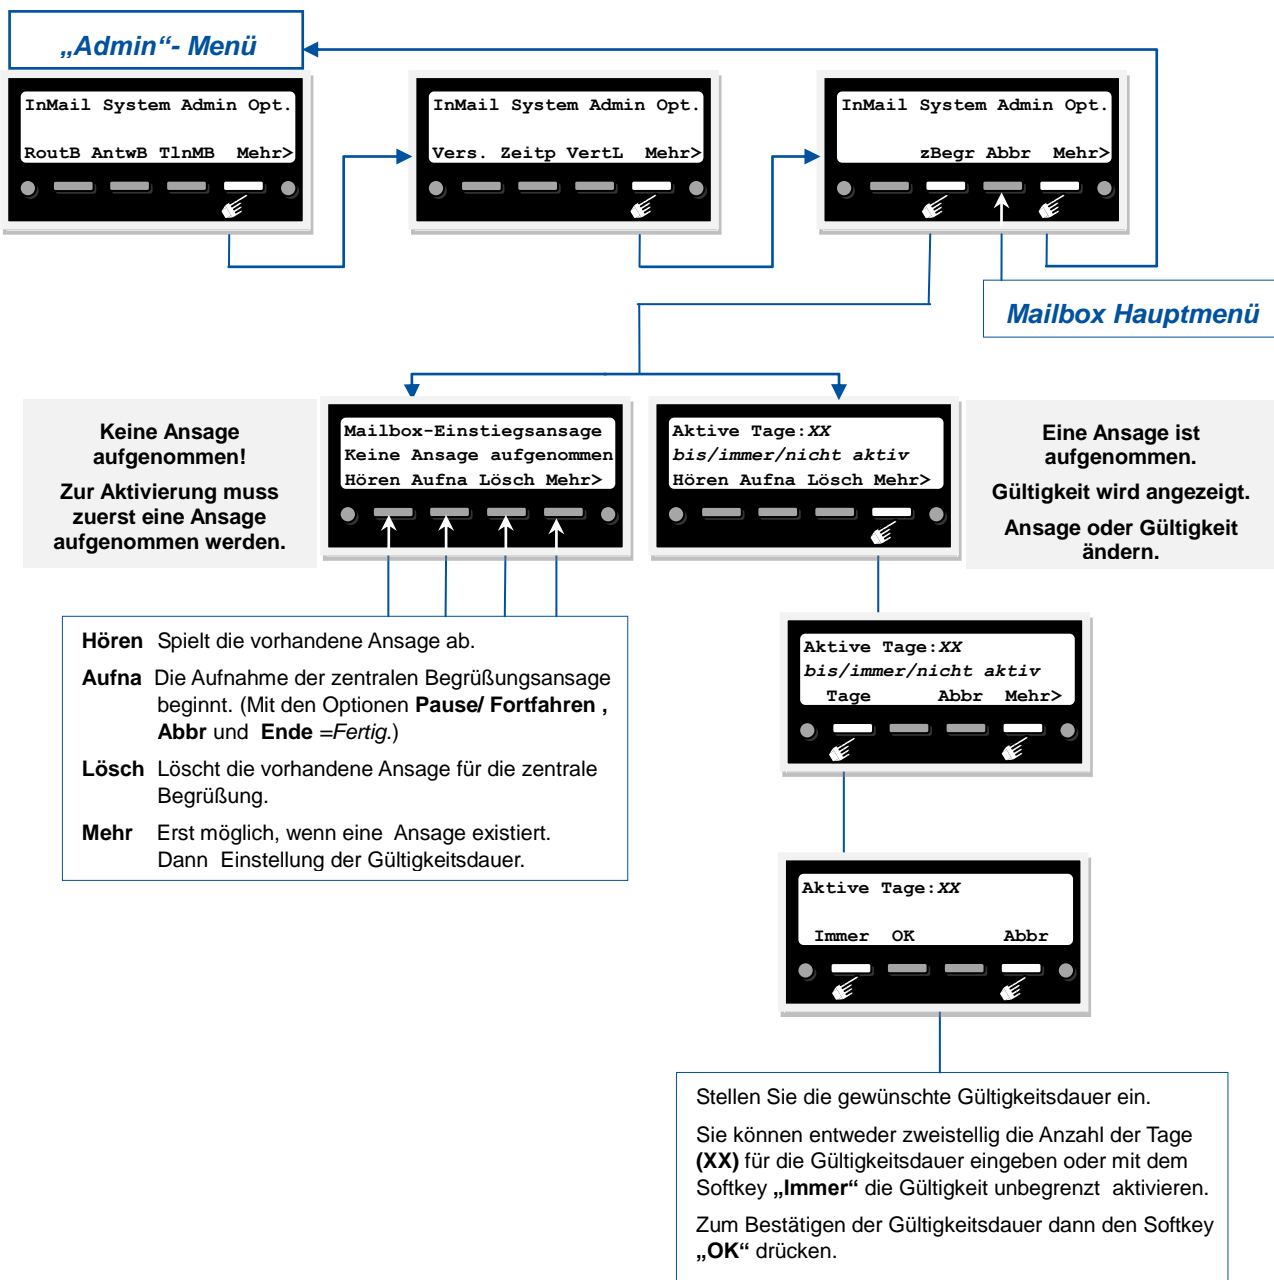 „Admin“- Menü
InMail System Admin Opt.
RoutB AntwB TlnMB Mehr>
InMail System Admin Opt.
Vers. Zeitp VertL Mehr>
InMail System Admin Opt.
zBegr Abbr Mehr>
Mailbox Hauptmenü
Keine Ansage
aufgenommen!
Zur Aktivierung muss
zuerst eine Ansage
aufgenommen werden.
Mailbox-Einstiegsansage
Keine Ansage aufgenommen
Hören Aufna Lösch Mehr>
Aktive Tage:XX
bis/immer/nicht aktiv
Hören Aufna Lösch Mehr>
Eine Ansage ist
aufgenommen.
Gültigkeit wird angezeigt.
Ansage oder Gültigkeit
ändern.
Hören Spielt die vorhandene Ansage ab.
Aufna Die Aufnahme der zentralen Begrüßungsansage
beginnt. (Mit den Optionen Pause/ Fortfahren ,
Abbr und Ende =Fertig.)
Lösch Löscht die vorhandene Ansage für die zentrale
Begrüßung.
Mehr Erst möglich, wenn eine Ansage existiert.
Dann Einstellung der Gültigkeitsdauer.
Aktive Tage:XX
bis/immer/nicht aktiv
Tage Abbr Mehr>
Aktive Tage:XX
Immer OK Abbr
Stellen Sie die gewünschte Gültigkeitsdauer ein.
Sie können entweder zweistellig die Anzahl der Tage
(XX) für die Gültigkeitsdauer eingeben oder mit dem
Softkey „Immer“ die Gültigkeit unbegrenzt aktivieren.
Zum Bestätigen der Gültigkeitsdauer dann den Softkey
„OK“ drücken.